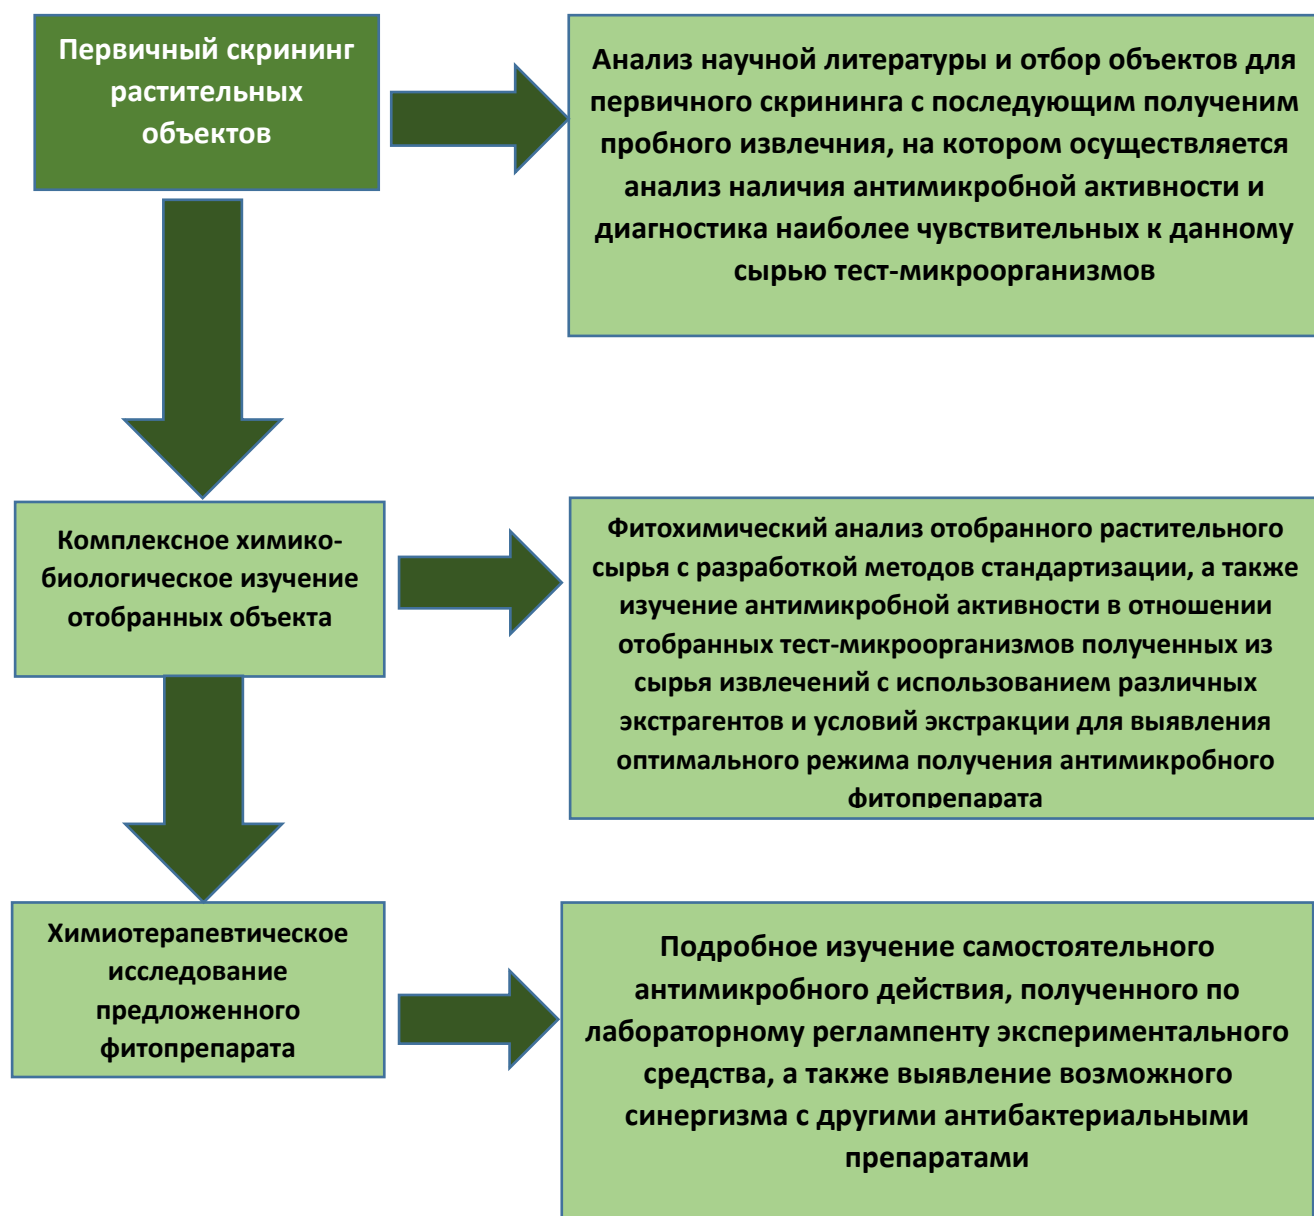 Первичный скрининг
растительных
объектов
Анализ научной литературы и отбор объектов для
первичного скрининга с последующим полученим
пробного извлечния, на котором осуществляется
анализ наличия антимикробной активности и
диагностика наиболее чувствительных к данному
сырью тест-микроорганизмов
Комплексное химико-
биологическое изучение
отобранных объекта
Фитохимический анализ отобранного растительного
сырья с разработкой методов стандартизации, а также
изучение антимикробной активности в отношении
отобранных тест-микроорганизмов полученных из
сырья извлечений с использованием различных
экстрагентов и условий экстракции для выявления
оптимального режима получения антимикробного
фитопрепарата
Химиотерапевтическое
исследование
предложенного
фитопрепарата
Подробное изучение самостоятельного
антимикробного действия, полученного по
лабораторному реглампенту экспериментального
средства, а также выявление возможного
синергизма с другими антибактериальными
препаратами